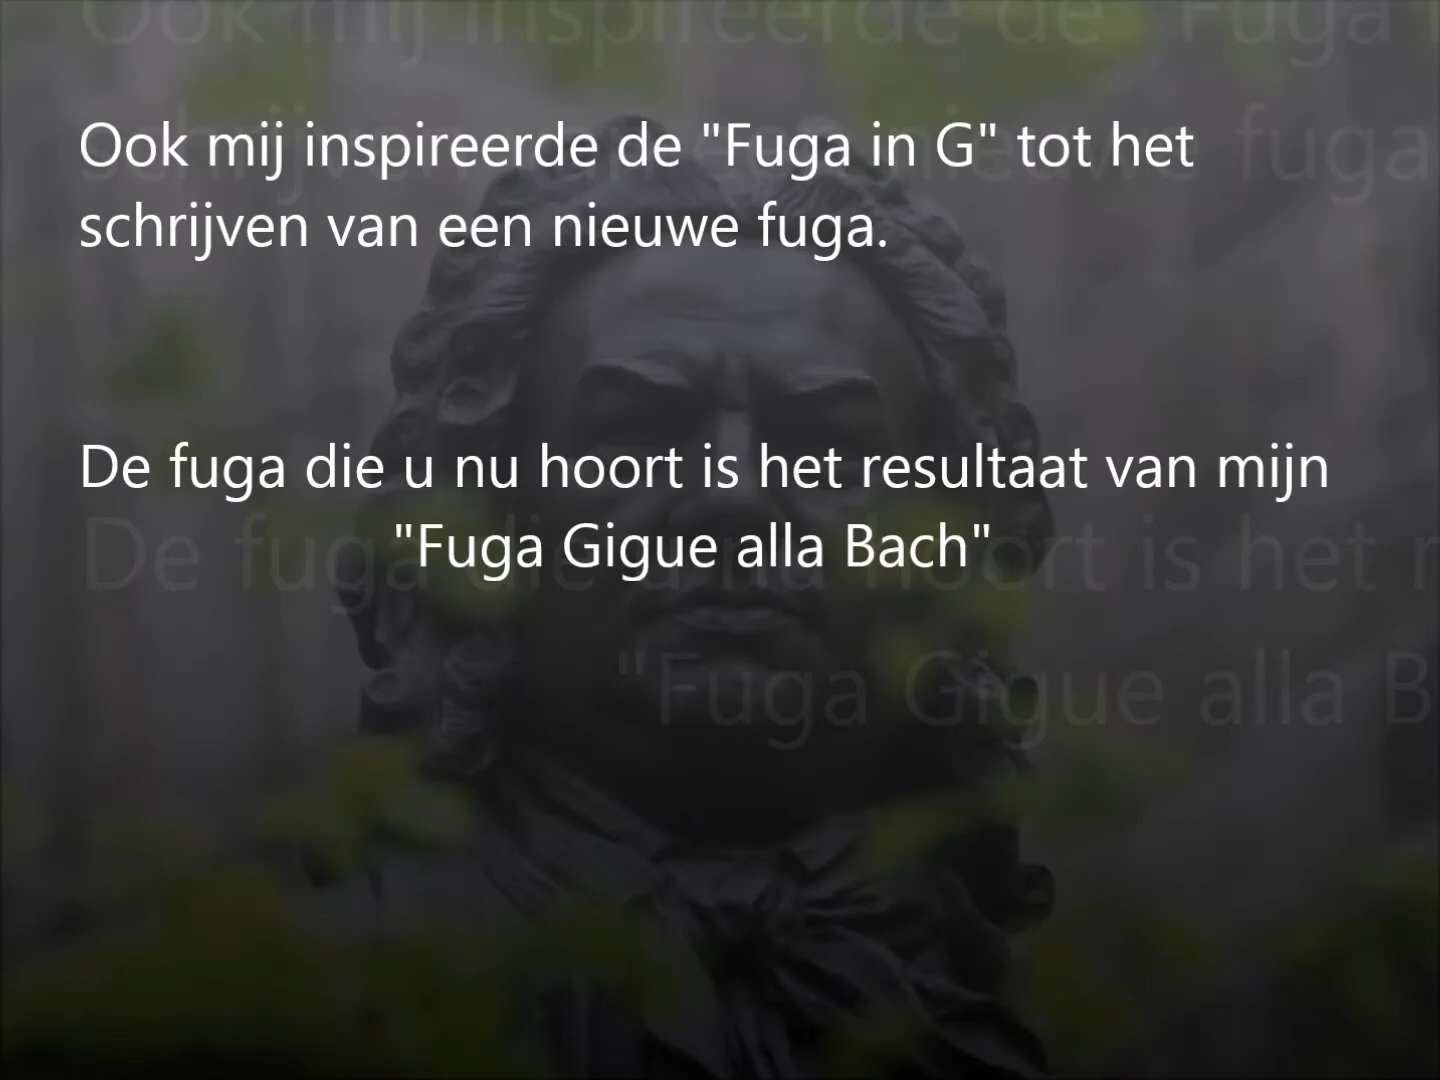 Ook mij inspireerde de "Fuga in G" tot het
schrijven van een nieuwe fuga.
De fuga die u nu hoort is het resultaat van mijn
"Fuga Gigue alla Bach"